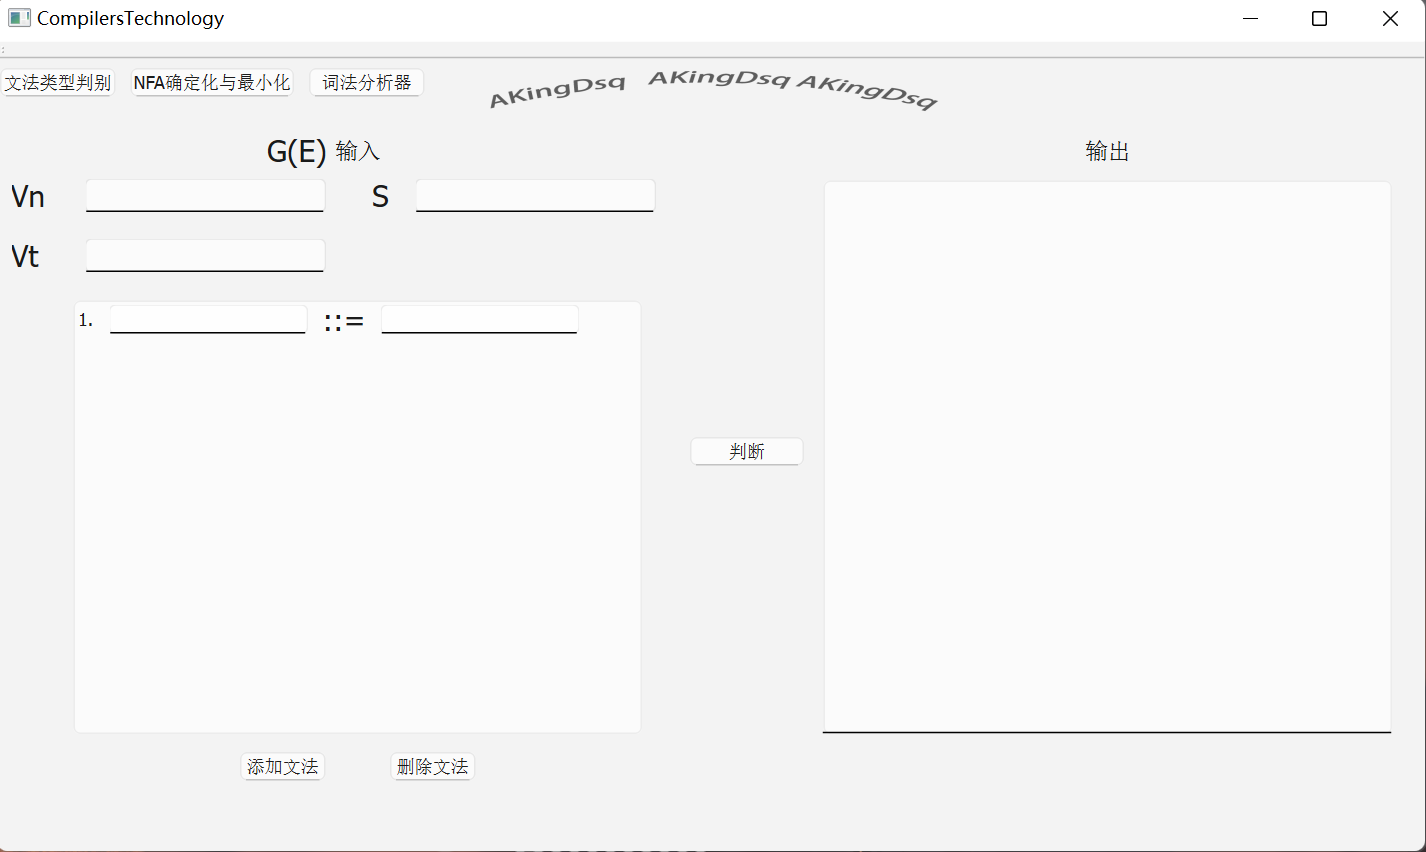 CompilersTechnology
文法类型判别 NFA确定化与最小化 词法分析器 AKingDsq AKingDsq AKingDsq
G(E) 输入 输出
Vn S
Vt
1. ::=
判断
添加文法 删除文法